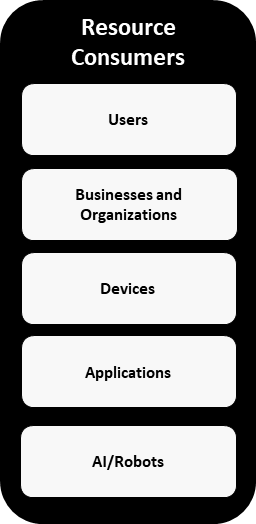 Resource
Consumers
Users
Businesses and
Organizations
Devices
Applications
AI/Robots